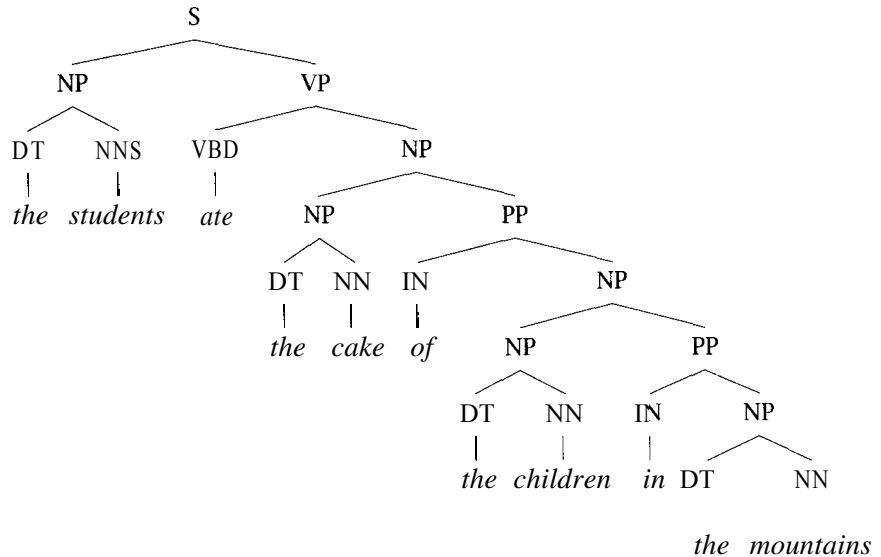 S
NP VP
DT NNS VBD NP
the students ate NP PP
DT NN IN NP
the cake of NP PP
DT NN IN NP
the children in DT NN
the mountains